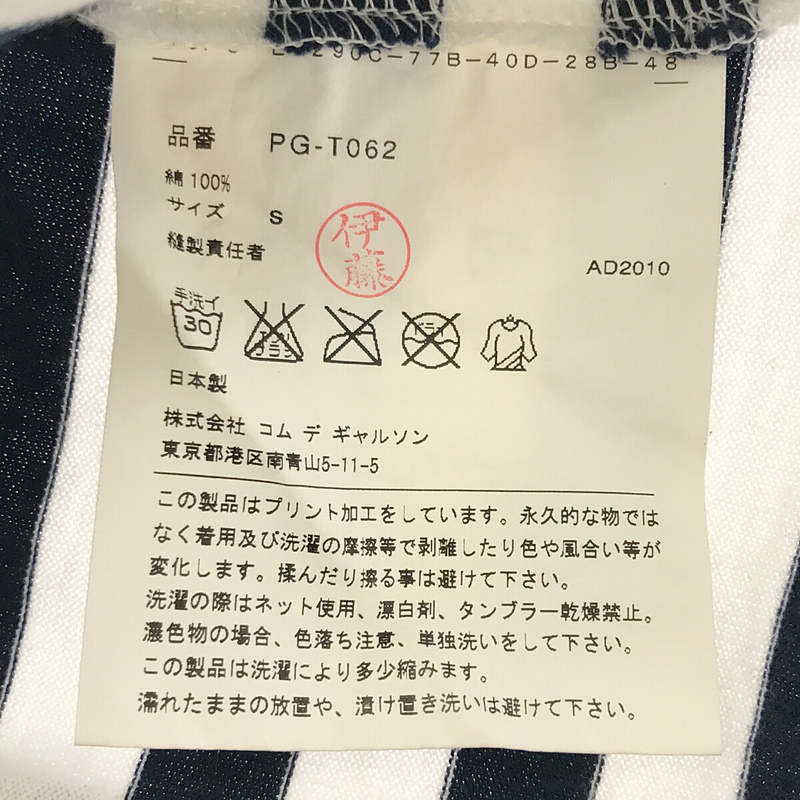 290C-77B-40D-28B-48
品番 PG-T062
綿 100%
サイズ S
縫製責任者 伊藤
AD2010
手洗イ
30
日本製
株式会社 コム デ ギャルソン
東京都港区南青山5-11-5
この製品はプリント加工をしています。永久的な物では
なく着用及び洗濯の摩擦等で剥離したり色や風合い等が
変化します。揉んだり擦る事は避けて下さい。
洗濯の際はネット使用、漂白剤、タンブラー乾燥禁止。
濃色物の場合、色落ち注意、単独洗いをして下さい。
この製品は洗濯により多少縮みます。
濡れたままの放置や、漬け置き洗いは避けて下さい。